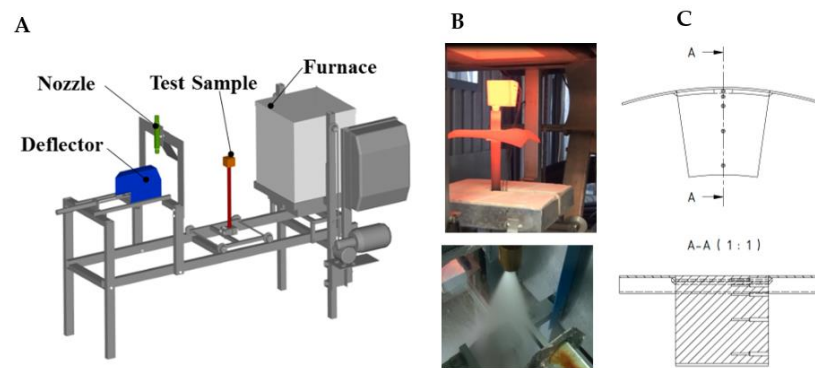 A
B
C
Nozzle
Test Sample
Furnace
Deflector
A
A
A-A ( 1 : 1 )